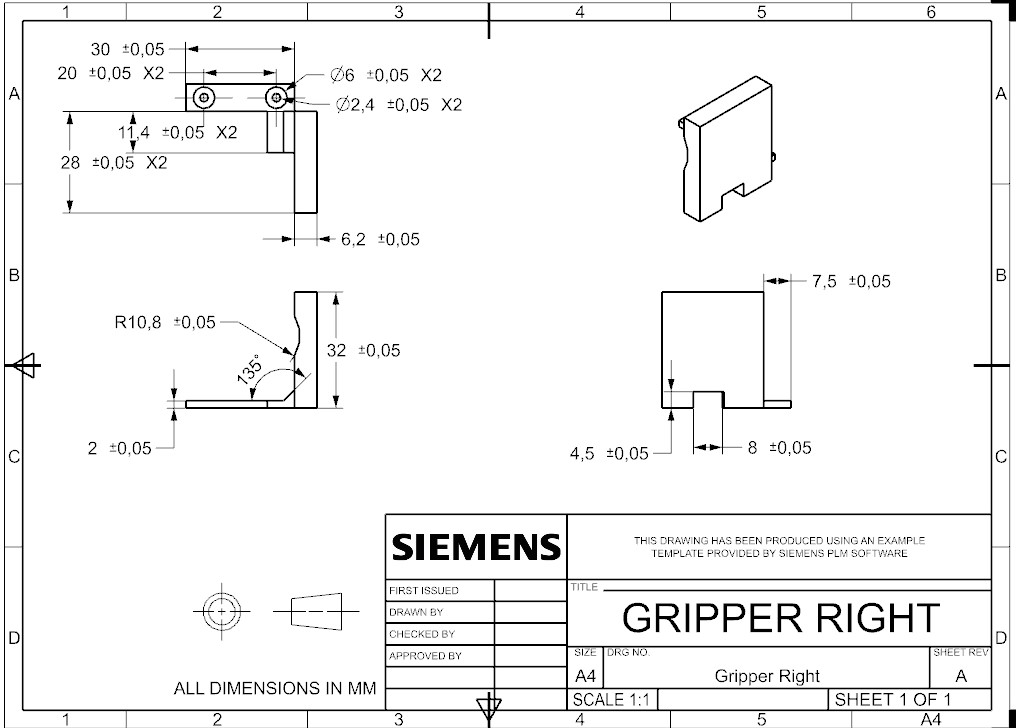 1 2 3 4 5 6
A A
30 ±0,05
20 ±0,05 X2
Ø6 ±0,05 X2
Ø2,4 ±0,05 X2
11,4 ±0,05 X2
28 ±0,05 X2
6,2 ±0,05
B B
7,5 ±0,05
R10,8 ±0,05
32 ±0,05
135°
2 ±0,05
4,5 ±0,05
8 ±0,05
C C
SIEMENS
THIS DRAWING HAS BEEN PRODUCED USING AN EXAMPLE
TEMPLATE PROVIDED BY SIEMENS PLM SOFTWARE
FIRST ISSUED
DRAWN BY
CHECKED BY
APPROVED BY
TITLE
GRIPPER RIGHT
D D
SIZE DRG NO. SHEET REV
A4 Gripper Right A
ALL DIMENSIONS IN MM
SCALE 1:1 SHEET 1 OF 1
1 2 3 4 5 A4